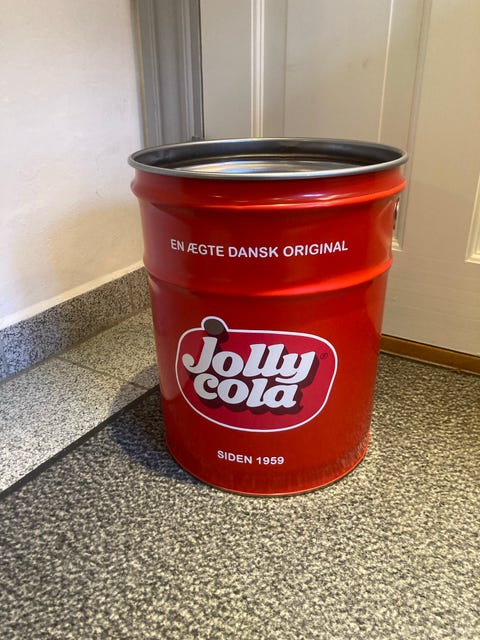 EN ÆGTE DANSK ORIGINAL
Jolly
cola
®
SIDEN 1959